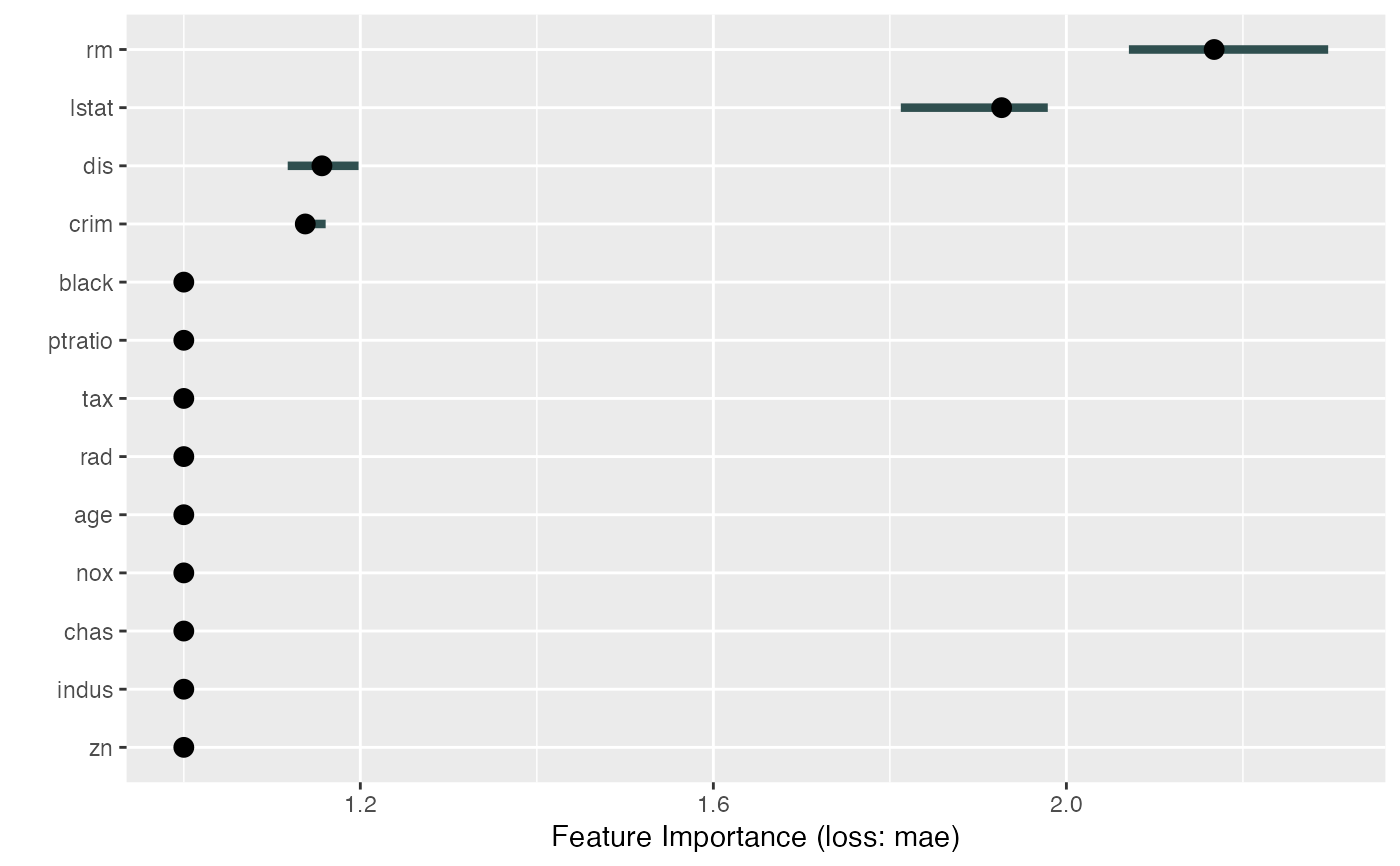 rm
lstat
dis
crim
black
ptratio
tax
rad
age
nox
chas
indus
zn
1.2 1.6 2.0
Feature Importance (loss: mae)